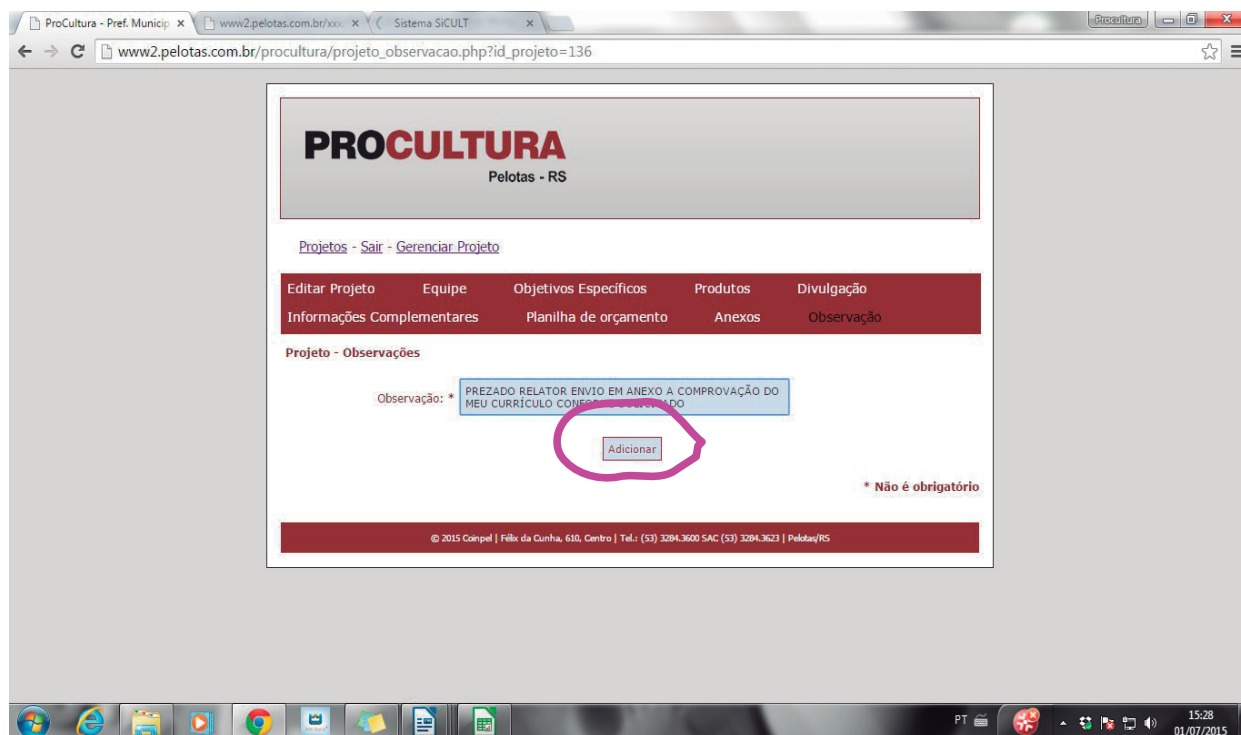 ProCultura - Pref. Municip
www2.pelotas.com.br/xxx
Sistema SiCULT
Procultura
www2.pelotas.com.br/procultura/projeto_observacao.php?id_projeto=136
PROCULTURA
Pelotas - RS
Projetos - Sair - Gerenciar Projeto
Editar Projeto Equipe Objetivos Específicos Produtos Divulgação
Informações Complementares Planilha de orçamento Anexos Observação
Projeto - Observações
Observação: *
PREZADO RELATOR ENVIO EM ANEXO A COMPROVAÇÃO DO
MEU CURRÍCULO
Adicionar
* Não é obrigatório
© 2015 Coinpel | Félix da Cunha, 610, Centro | Tel.: (53) 3284.3600 SAC (53) 3284.3623 | Pelotas/RS
PT
15:28
01/07/2015